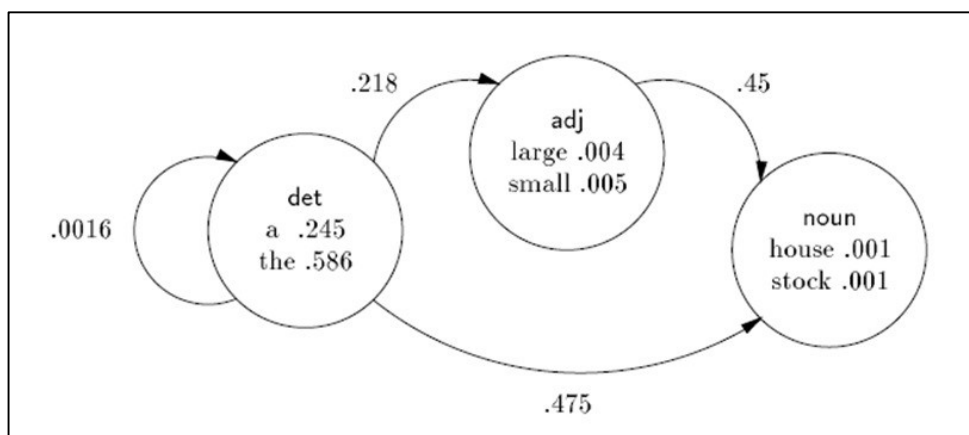 .218
.45
adj
large .004
small .005
.0016
det
a .245
the .586
noun
house .001
stock .001
.475